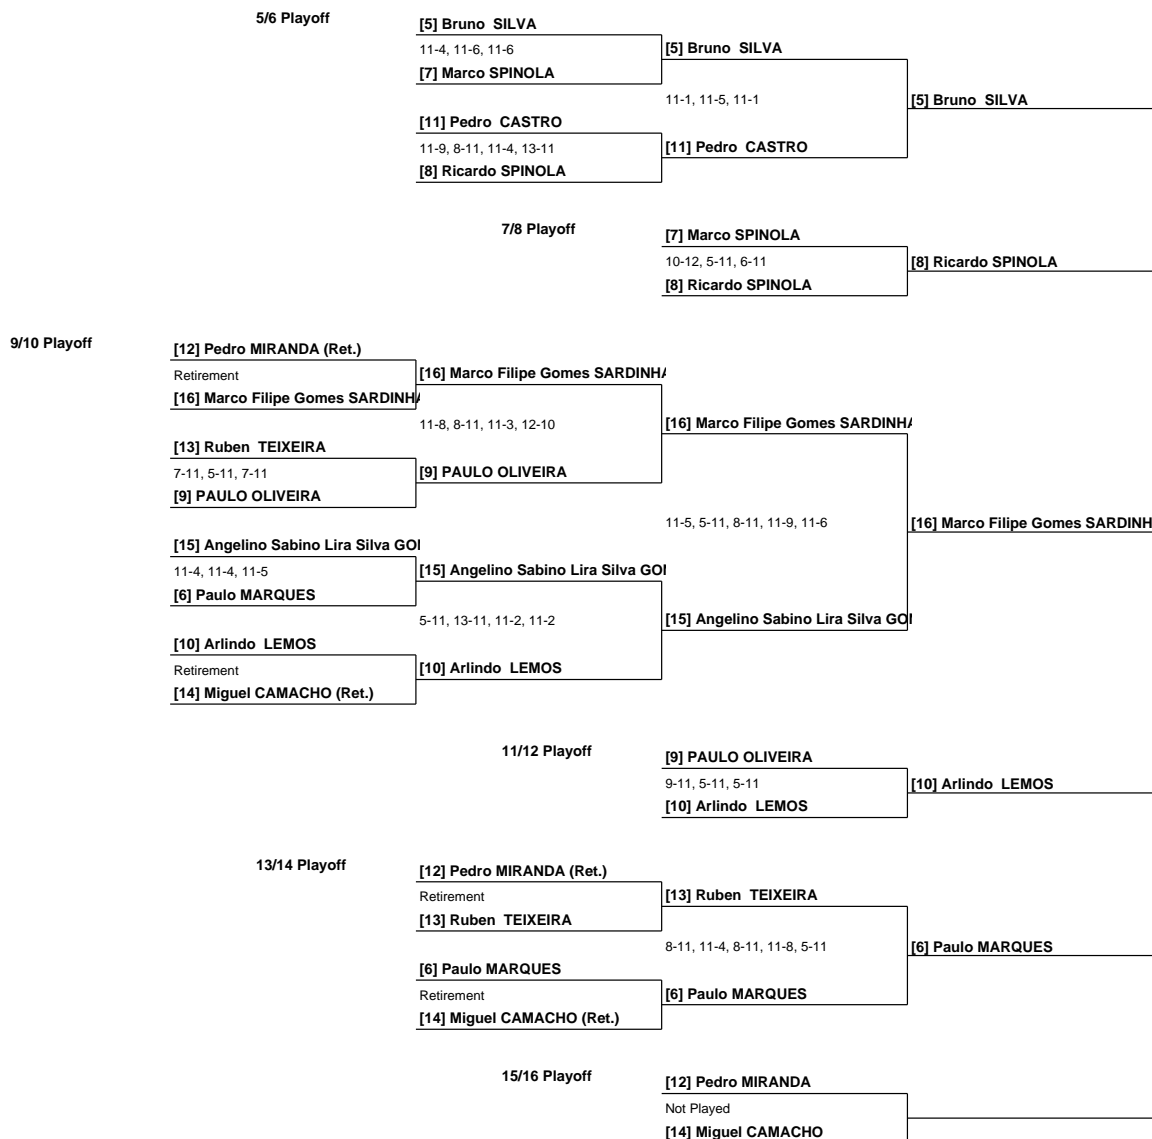 5/6 Playoff
[5] Bruno  SILVA
11-4, 11-6, 11-6
[5] Bruno  SILVA
[7] Marco SPINOLA
11-1, 11-5, 11-1
[5] Bruno  SILVA
[11] Pedro  CASTRO
11-9, 8-11, 11-4, 13-11
[11] Pedro  CASTRO
[8] Ricardo SPINOLA
7/8 Playoff
[7] Marco SPINOLA
10-12, 5-11, 6-11
[8] Ricardo SPINOLA
[8] Ricardo SPINOLA
9/10 Playoff
[12] Pedro MIRANDA (Ret.)
Retirement
[16] Marco Filipe Gomes SARDINHA
[16] Marco Filipe Gomes SARDINHA
11-8, 8-11, 11-3, 12-10
[16] Marco Filipe Gomes SARDINHA
[13] Ruben  TEIXEIRA
7-11, 5-11, 7-11
[9] PAULO OLIVEIRA
[9] PAULO OLIVEIRA
11-5, 5-11, 8-11, 11-9, 11-6
[16] Marco Filipe Gomes SARDINH
[15] Angelino Sabino Lira Silva GOI
11-4, 11-4, 11-5
[15] Angelino Sabino Lira Silva GOI
[6] Paulo MARQUES
5-11, 13-11, 11-2, 11-2
[15] Angelino Sabino Lira Silva GOI
[10] Arlindo  LEMOS
Retirement
[10] Arlindo  LEMOS
[14] Miguel CAMACHO (Ret.)
11/12 Playoff
[9] PAULO OLIVEIRA
9-11, 5-11, 5-11
[10] Arlindo  LEMOS
[10] Arlindo  LEMOS
13/14 Playoff
[12] Pedro MIRANDA (Ret.)
Retirement
[13] Ruben  TEIXEIRA
[13] Ruben  TEIXEIRA
8-11, 11-4, 8-11, 11-8, 5-11
[6] Paulo MARQUES
[6] Paulo MARQUES
Retirement
[6] Paulo MARQUES
[14] Miguel CAMACHO (Ret.)
15/16 Playoff
[12] Pedro MIRANDA
Not Played
[14] Miguel CAMACHO